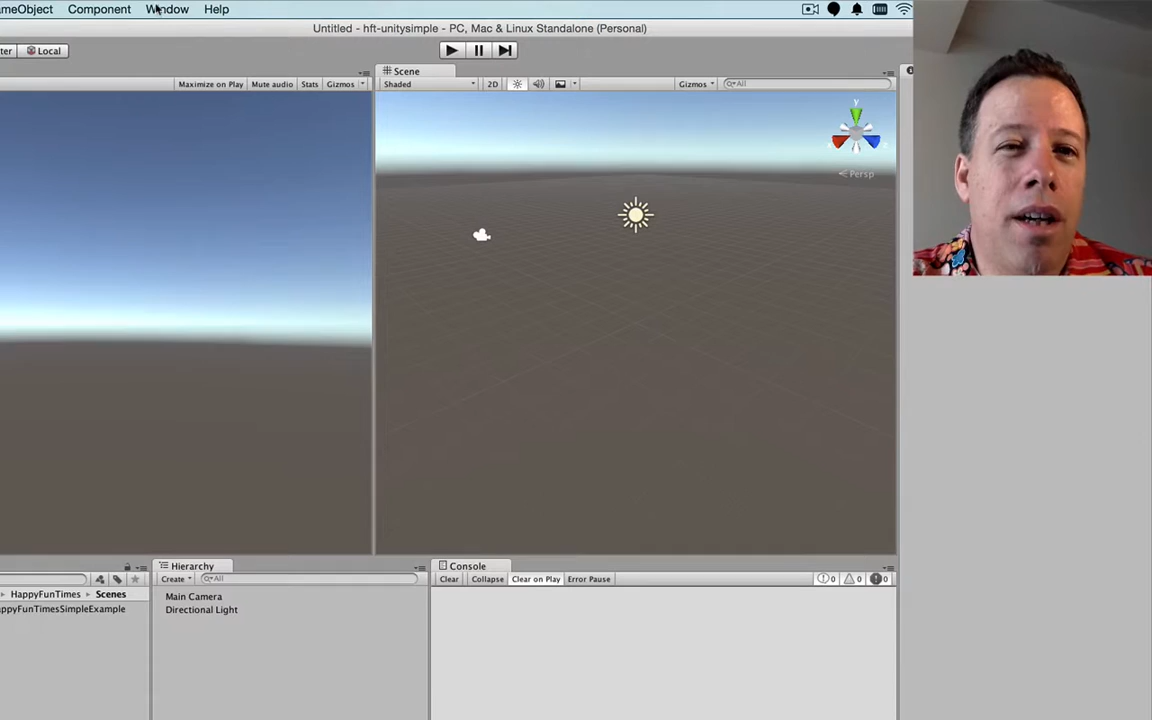 ameObject Component Window Help
Untitled - hft-unitysimple - PC, Mac & Linux Standalone (Personal)
ter Local
Scene
Maximize on Play Mute audio Stats Gizmos
Shaded 2D Gizmos All
y
x z
Persp
Hierarchy
Create All
Console
Clear Collapse Clear on Play Error Pause 0 0 0
HappyFunTimes Scenes
appyFunTimesSimpleExample
Main Camera
Directional Light